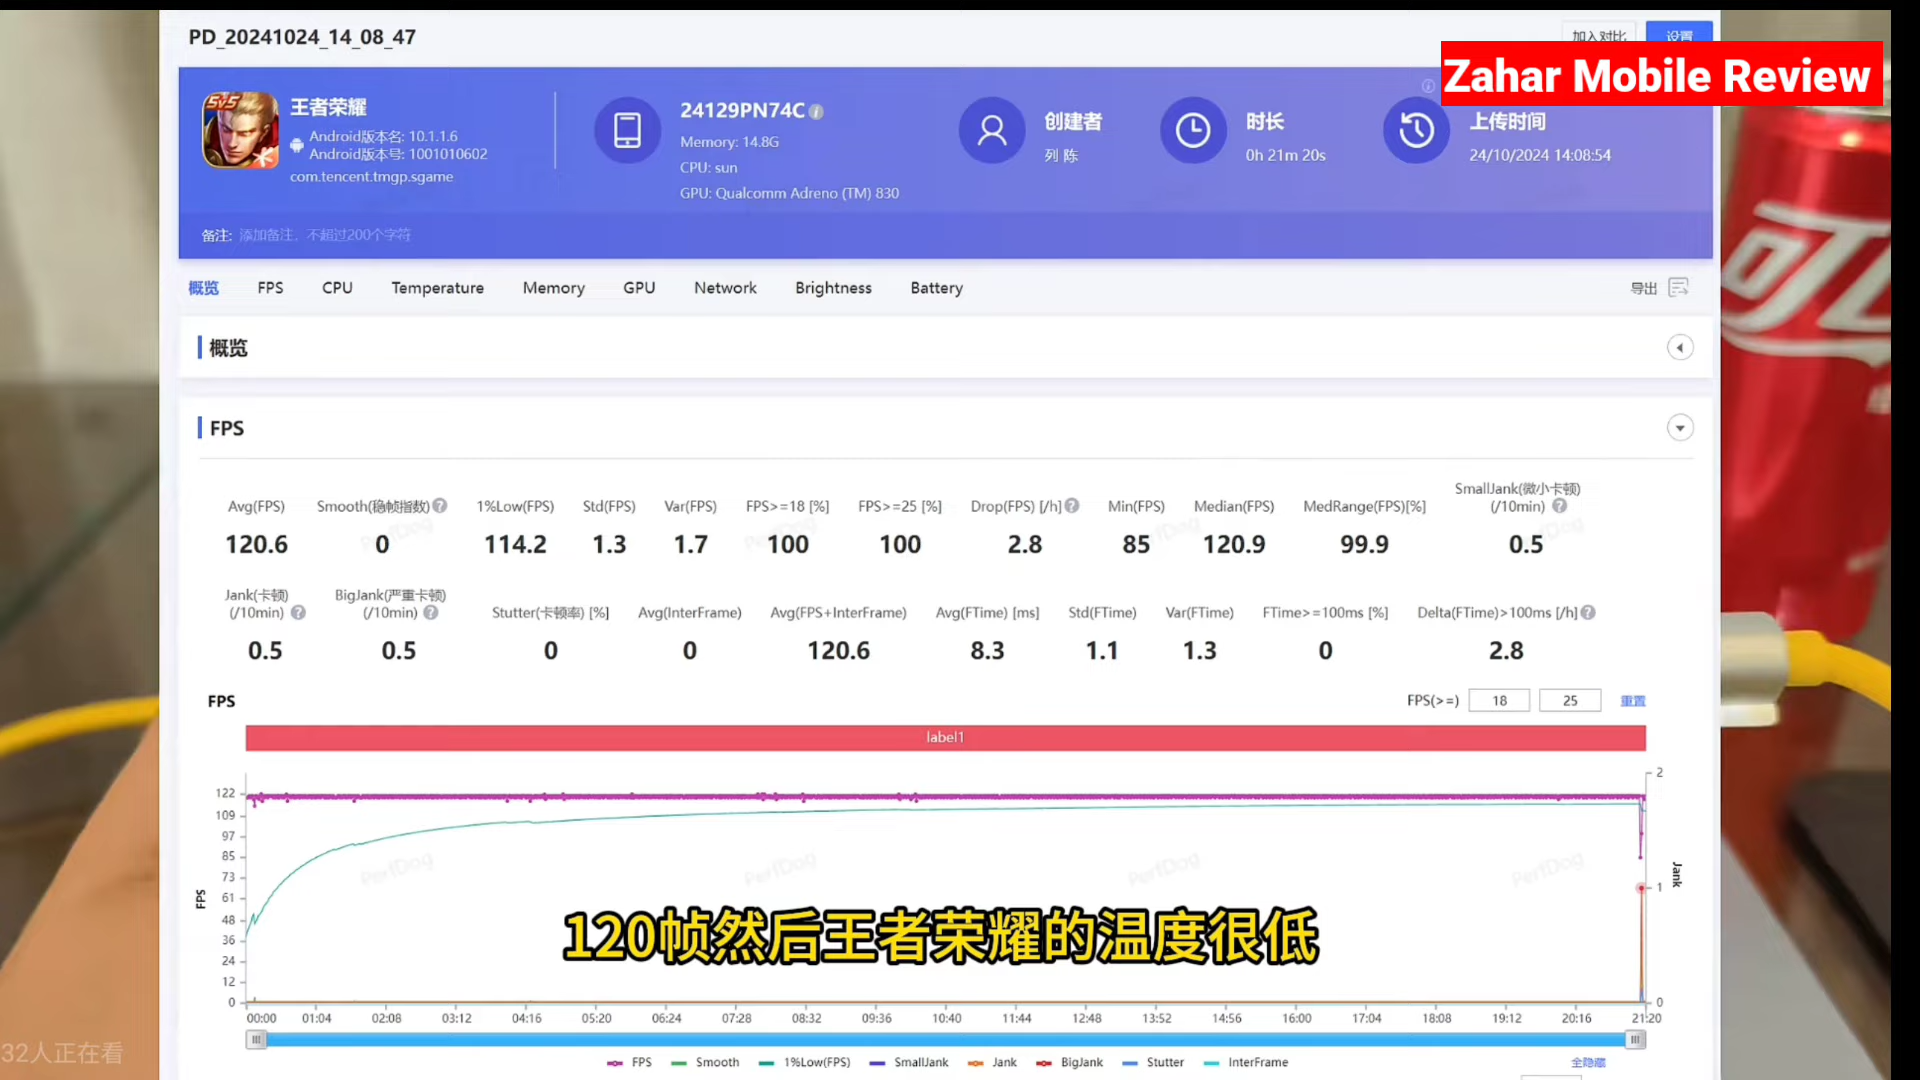 PD_20241024_14_08_47
加入对比
设置
Zahar Mobile Review
5v5
王者荣耀
Android版本名: 10.1.1.6
Android版本号: 1001010602
com.tencent.tmgp.sgame
24129PN74C
Memory: 14.8G
CPU: sun
GPU: Qualcomm Adreno (TM) 830
创建者
列 陈
时长
0h 21m 20s
上传时间
24/10/2024 14:08:54
备注: 添加备注，不超过200个字符
概览 FPS CPU Temperature Memory GPU Network Brightness Battery
导出
概览
FPS
Avg(FPS) Smooth(稳帧指数) 1%Low(FPS) Std(FPS) Var(FPS) FPS>=18 [%] FPS>=25 [%] Drop(FPS) [/h] Min(FPS) Median(FPS) MedRange(FPS)[%] SmallJank(微小卡顿)
(/10min)
120.6 0 114.2 1.3 1.7 100 100 2.8 85 120.9 99.9 0.5
Jank(卡顿)
(/10min)
BigJank(严重卡顿)
(/10min)
Stutter(卡顿率) [%] Avg(InterFrame) Avg(FPS+InterFrame) Avg(FTime) [ms] Std(FTime) Var(FTime) FTime>=100ms [%] Delta(FTime)>100ms [/h]
0.5 0.5 0 0 120.6 8.3 1.1 1.3 0 2.8
FPS
FPS(>=) 18 25 重置
label1
122
109
97
85
73
61
48
36
24
12
0
FPS
2
1
0
Jank
PerfDog PerfDog PerfDog PerfDog
120帧然后王者荣耀的温度很低
00:00 01:04 02:08 03:12 04:16 05:20 06:24 07:28 08:32 09:36 10:40 11:44 12:48 13:52 14:56 16:00 17:04 18:08 19:12 20:16 21:20
32人正在看
FPS Smooth 1%Low(FPS) SmallJank Jank BigJank Stutter InterFrame
全隐藏